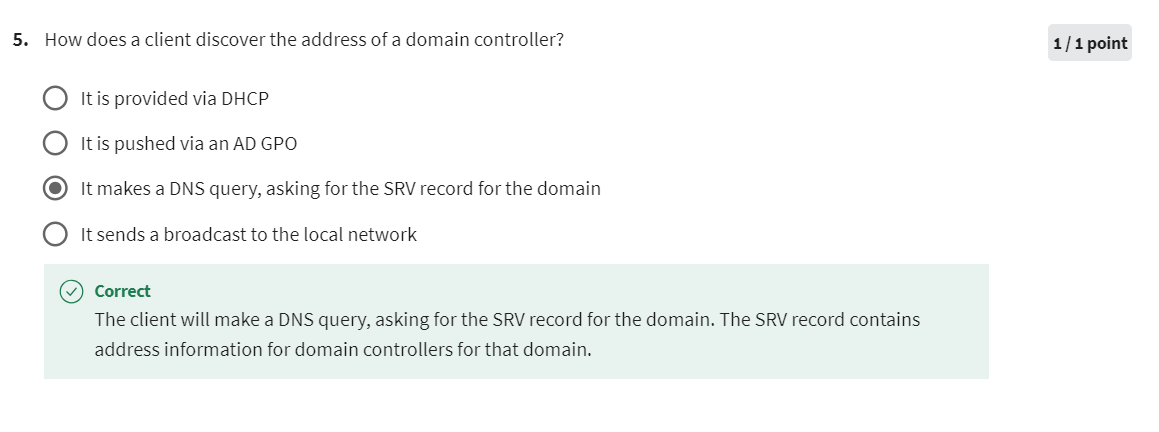 5. How does a client discover the address of a domain controller?
1 / 1 point
It is provided via DHCP
It is pushed via an AD GPO
It makes a DNS query, asking for the SRV record for the domain
It sends a broadcast to the local network
Correct
The client will make a DNS query, asking for the SRV record for the domain. The SRV record contains
address information for domain controllers for that domain.